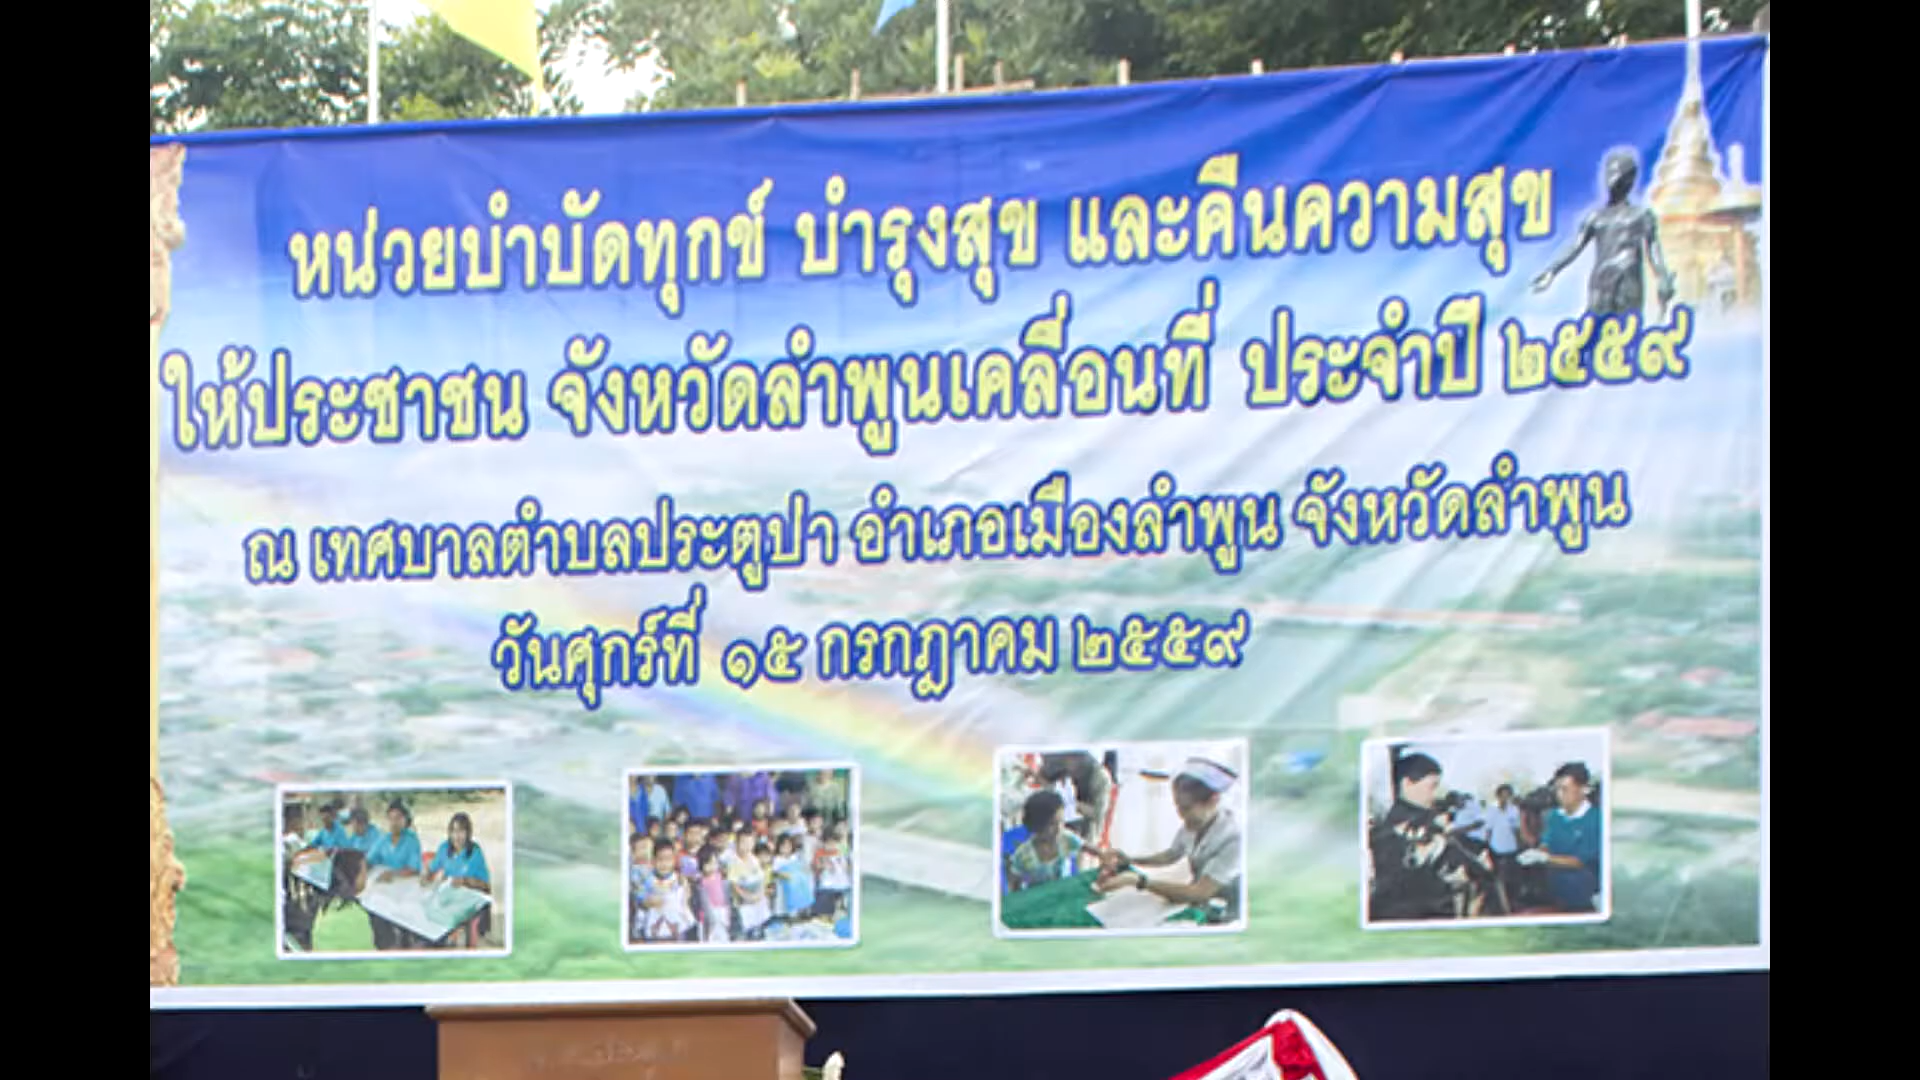 หน่วยบำบัดทุกข์ บำรุงสุข และคืนความสุข
ให้ประชาชน จังหวัดลำพูนเคลื่อนที่ ประจำปี ๒๕๕๙
ณ เทศบาลตำบลประตูป่า อำเภอเมืองลำพูน จังหวัดลำพูน
วันศุกร์ที่ ๑๕ กรกฎาคม ๒๕๕๙